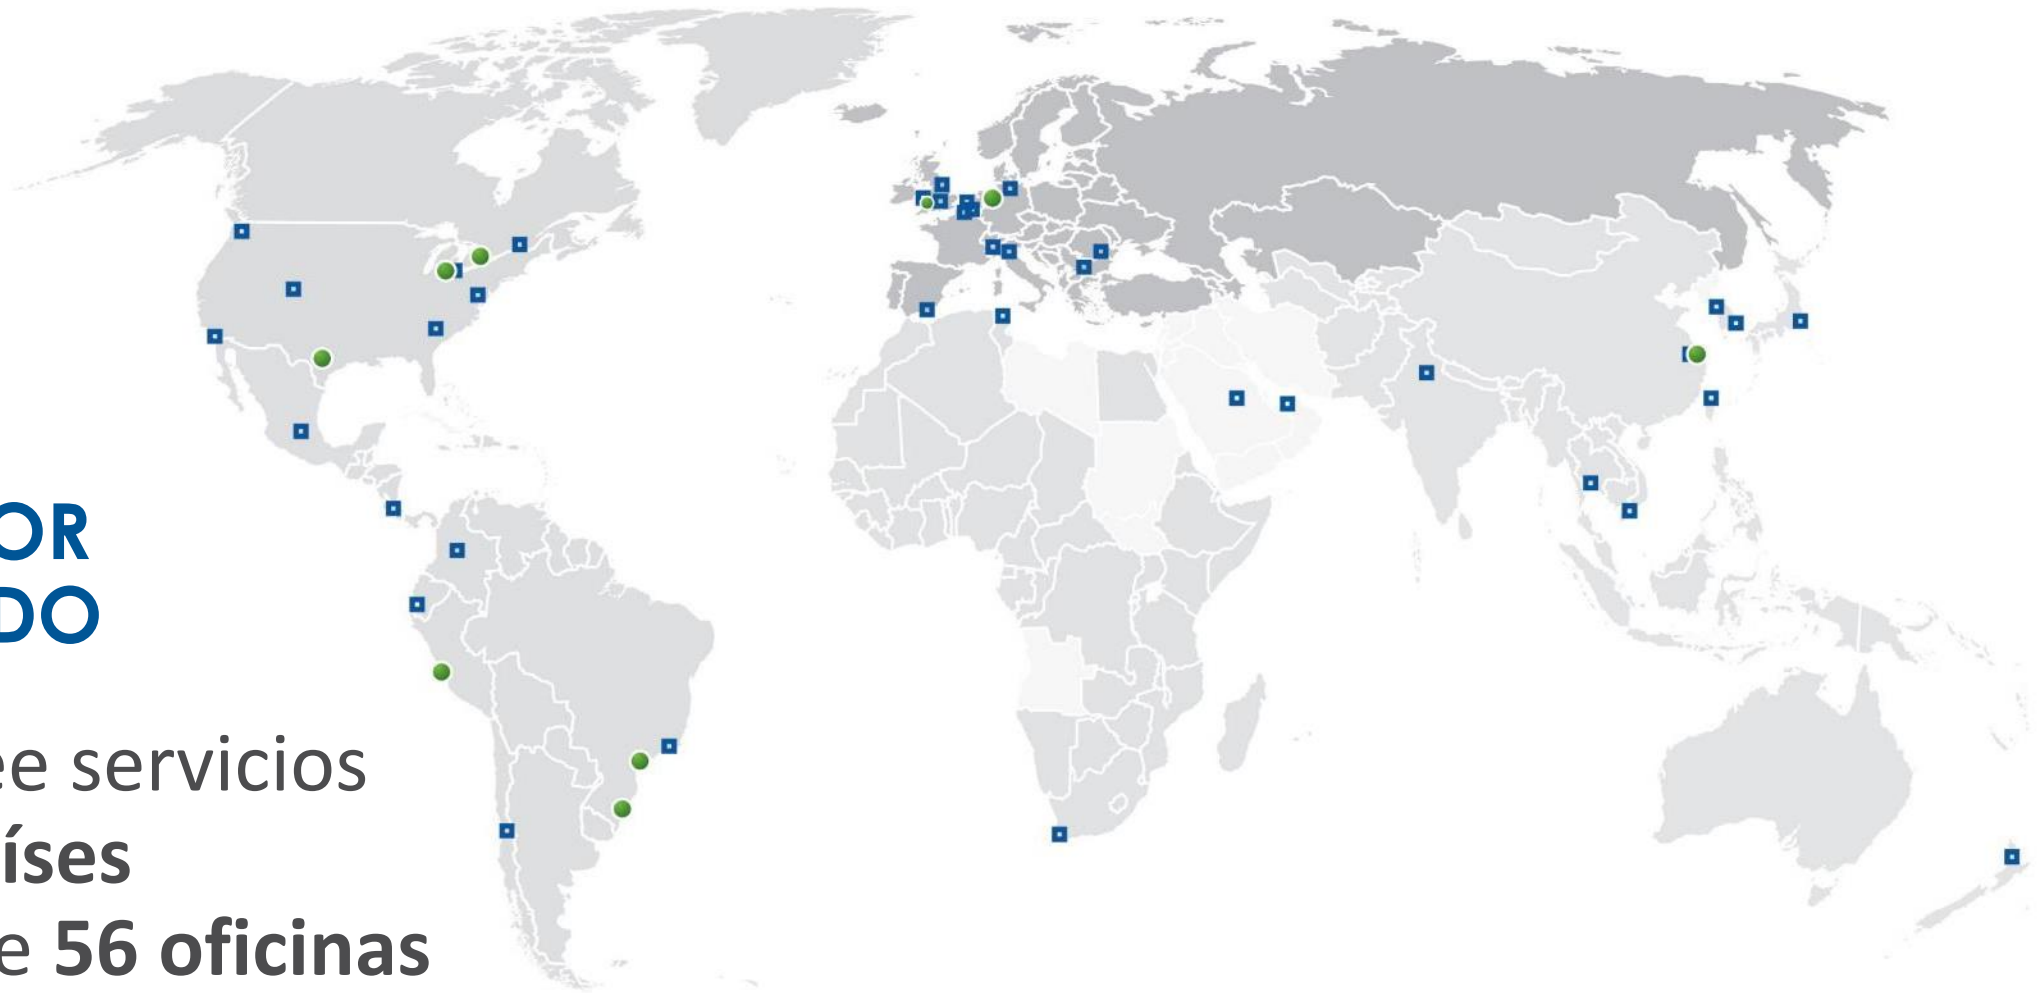 OR
DO
ee servicios
íses
e 56 oficinas